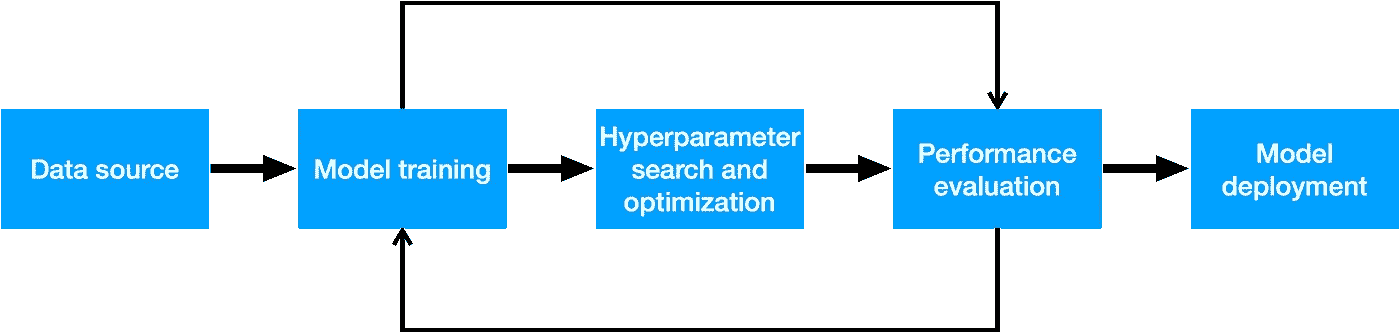 Data source
Model training
Hyperparameter
search and
optimization
Performance
evaluation
Model
deployment